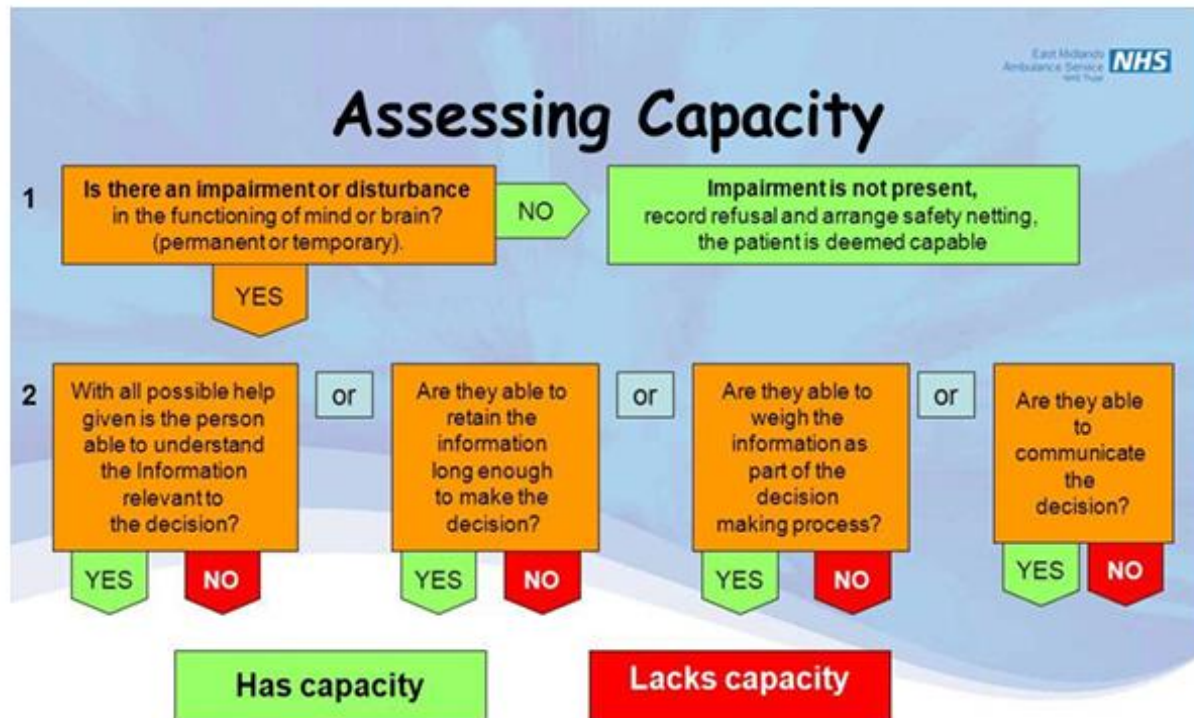 East Midlands
Ambulance Service
NHS Trust
NHS
Assessing Capacity
1
Is there an impairment or disturbance
in the functioning of mind or brain?
(permanent or temporary).
NO
Impairment is not present,
record refusal and arrange safety netting,
the patient is deemed capable
YES
2
With all possible help
given is the person
able to understand
the Information
relevant to
the decision?
or
Are they able to
retain the
information
long enough
to make the
decision?
or
Are they able to
weigh the
information as
part of the
decision
making process?
or
Are they able
to
communicate
the
decision?
YES
NO
YES
NO
YES
NO
YES
NO
Has capacity
Lacks capacity